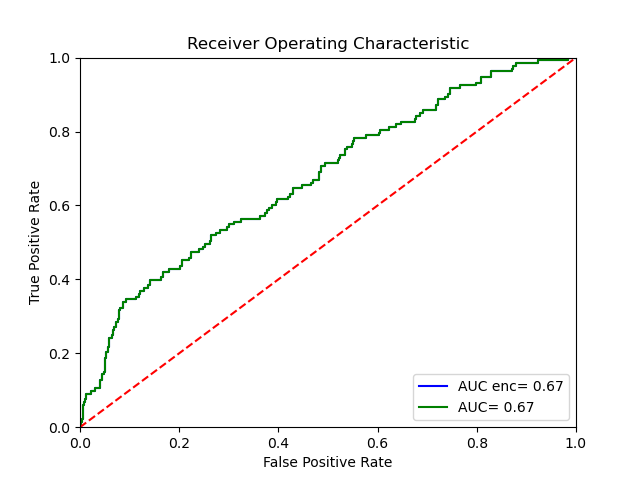 Receiver Operating Characteristic
True Positive Rate
1.0
0.8
0.6
0.4
0.2
0.0
AUC enc= 0.67
AUC= 0.67
0.0 0.2 0.4 0.6 0.8 1.0
False Positive Rate